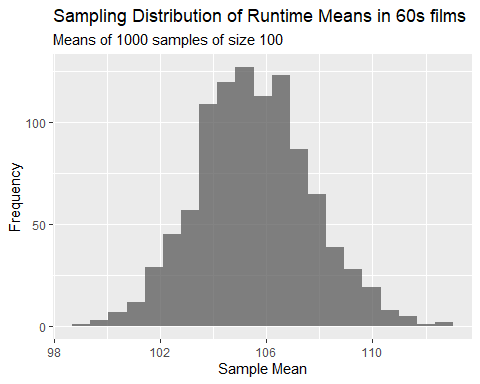 Sampling Distribution of Runtime Means in 60s films
Means of 1000 samples of size 100
Frequency
100
50
0
98
102
106
110
Sample Mean